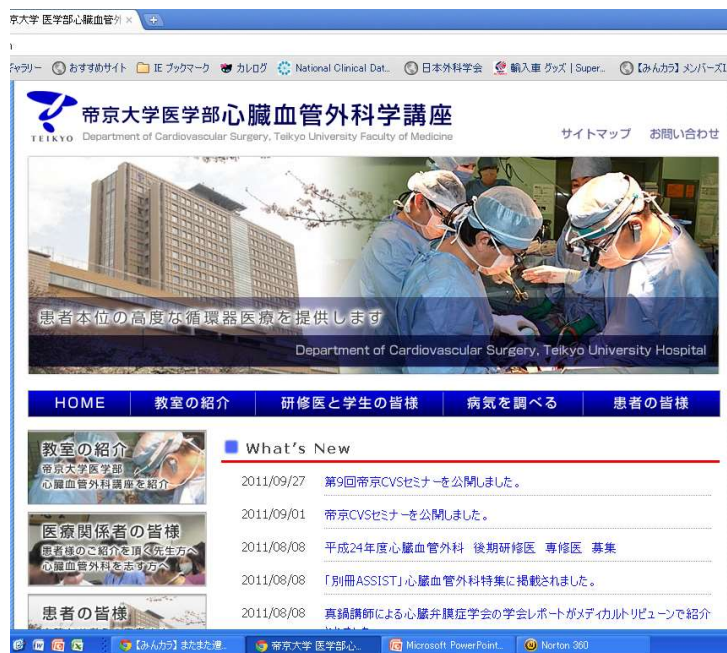 京大学 医学部心臓血管外
ギャラリー おすすめサイト IE ブックマーク カレログ National Clinical Dat... 日本外科学会 輸入車 グッズ | Super... 【みんカラ】 メンバーズ
帝京大学医学部心臓血管外科学講座
TEIKYO Department of Cardiovascular Surgery, Teikyo University Faculty of Medicine
サイトマップ お問い合わせ
患者本位の高度な循環器医療を提供します
Department of Cardiovascular Surgery, Teikyo University Hospital
HOME 教室の紹介 研修医と学生の皆様 病気を調べる 患者の皆様
教室の紹介
帝京大学医学部
心臓血管外科講座を紹介
医療関係者の皆様
患者様のご紹介を頂く先生方へ
心臓血管外科を志す方へ
患者の皆様
What's New
2011/09/27 第9回帝京CVSセミナーを公開しました。
2011/09/01 帝京CVSセミナーを公開しました。
2011/08/08 平成24年度心臓血管外科 後期研修医 専修医 募集
2011/08/08 「別冊ASSIST」心臓血管外科特集に掲載されました。
2011/08/08 真鍋講師による心臓弁膜症学会の学会レポートがメディカルトリビューンで紹介
【みんカラ】 またまた遭... 帝京大学 医学部心... Microsoft PowerPoint... Norton 360